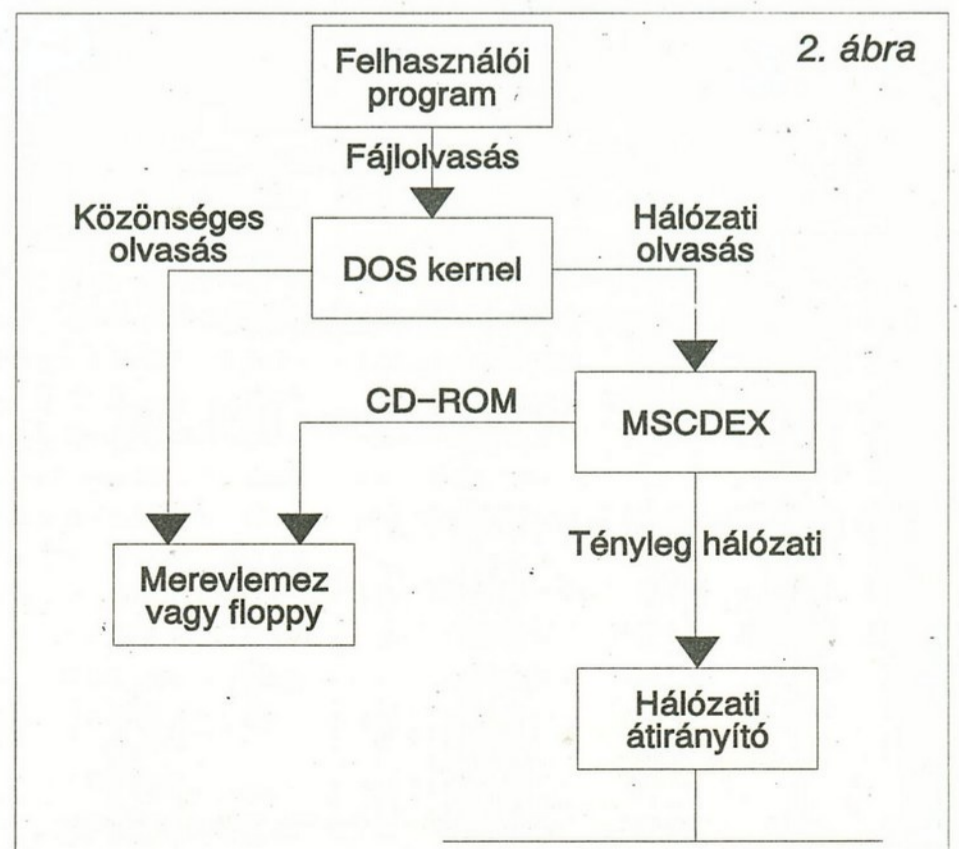 2. ábra
Felhasználói
program
Fájlolvasás
Közönséges
olvasás
Hálózati
olvasás
DOS kernel
CD-ROM
MSCDEX
Tényleg hálózati
Merevlemez
vagy floppy
Hálózati
átirányító